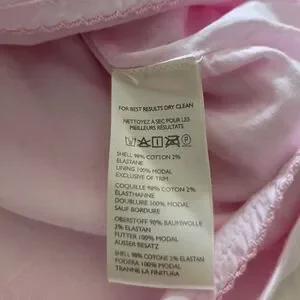 FOR BEST RESULTS DRY CLEAN
NETTOYEZ A SEC POUR LES
MEILLEURS RÉSULTATS
P
SHELL 98% COTTON 2%
ELASTANE
LINING 100% MODAL
EXCLUSIVE OF TRIM
COQUILLE 98% COTON 2%
ÉLASTHANNE
DOUBLURE 100% MODAL
SAUF BORDURE
OBERSTOFF 98% BAUMWOLLE
2% ELASTAN
FUTTER 100% MODAL
AUSSER BESATZ
SHELL 98% COTONE 2% ELASTAN
FODERA 100% MODAL
TRANNE LA FINITURA